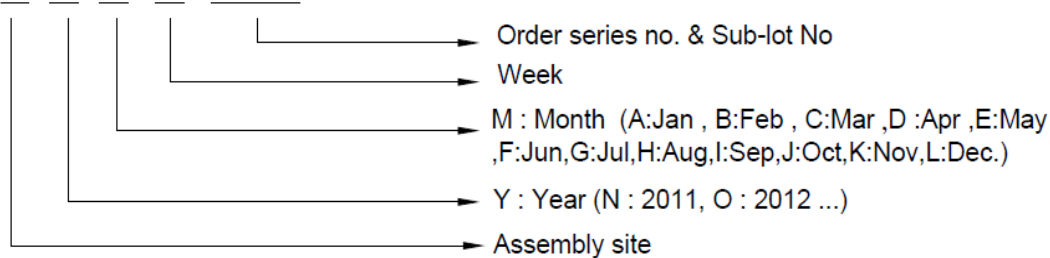 Order series no. & Sub-lot No
Week
M : Month (A:Jan , B:Feb , C:Mar ,D :Apr ,E:May
,F:Jun,G:Jul,H:Aug,I:Sep,J:Oct,K:Nov,L:Dec.)
Y : Year (N : 2011, O : 2012 ...)
Assembly site